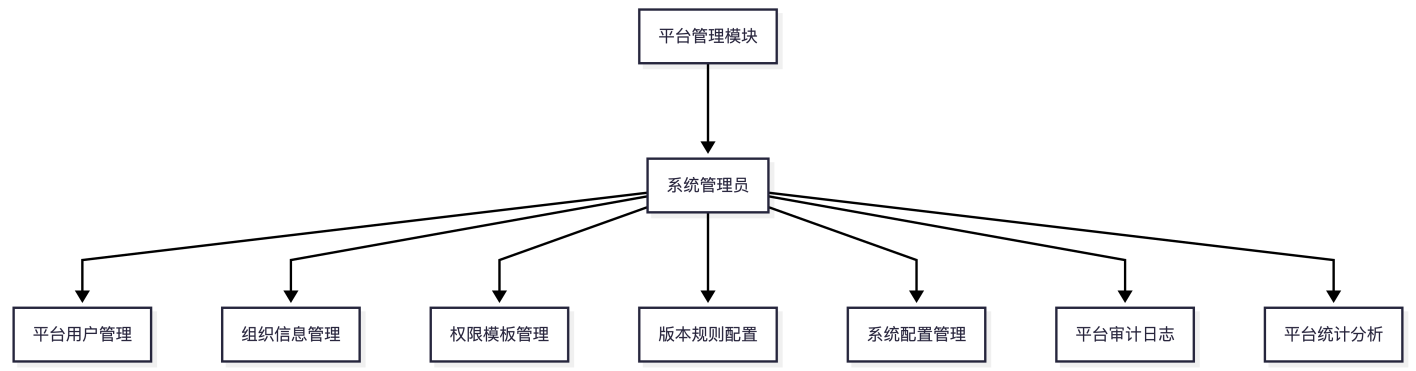 平台管理模块
系统管理员
平台用户管理
组织信息管理
权限模板管理
版本规则配置
系统配置管理
平台审计日志
平台统计分析